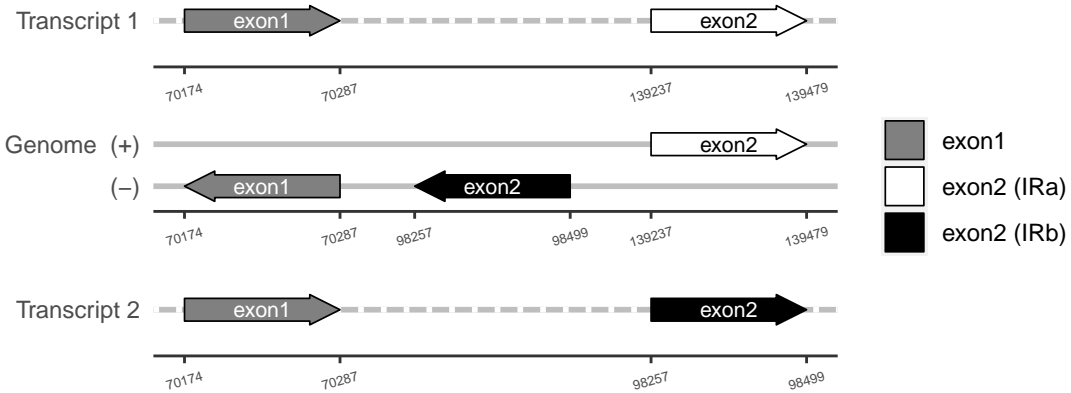 Transcript 1 exon1 exon2
70174 70287 139237 139479
Genome (+) exon2
(–) exon1 exon2
70174 70287 98257 98499 139237 139479
Transcript 2 exon1 exon2
70174 70287 98257 98499
exon1
exon2 (IRa)
exon2 (IRb)